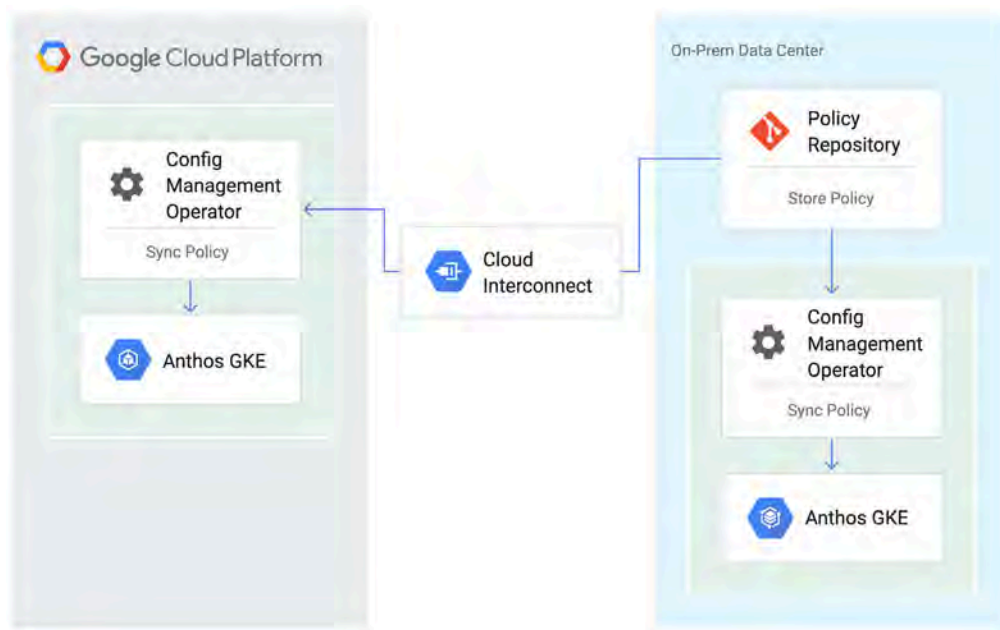 Google Cloud Platform
Config
Management
Operator
Sync Policy
Anthos GKE
Cloud
Interconnect
On-Prem Data Center
Policy
Repository
Store Policy
Config
Management
Operator
Sync Policy
Anthos GKE